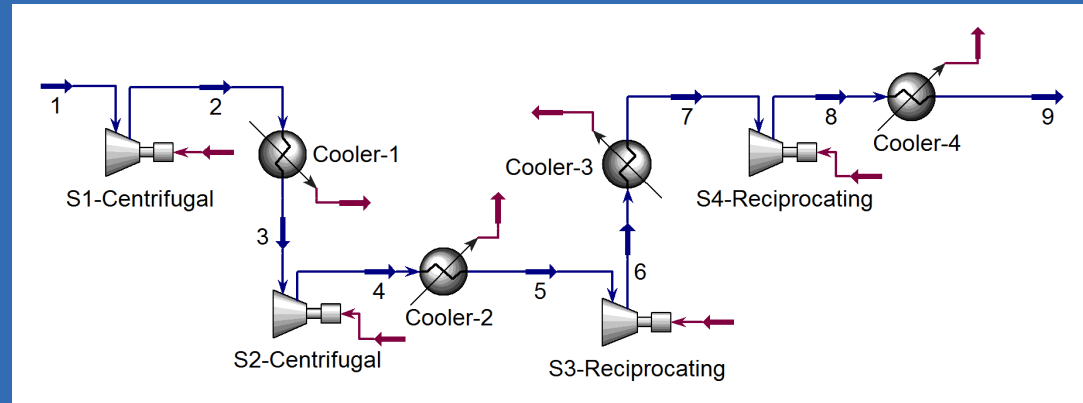 1
2
Cooler-1
S1-Centrifugal
3
4
Cooler-2
5
S2-Centrifugal
6
S3-Reciprocating
Cooler-3
7
S4-Reciprocating
8
Cooler-4
9